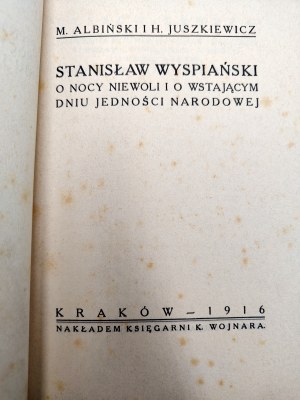 M. ALBIŃSKI I H. JUSZKIEWICZ
STANISŁAW WYSPIAŃSKI
O NOCY NIEWOLI I O WSTAJĄCYM
DNIU JEDNOŚCI NARODOWEJ
KRAKÓW — 1916
NAKŁADEM KSIĘGARNI K. WOJNARA.